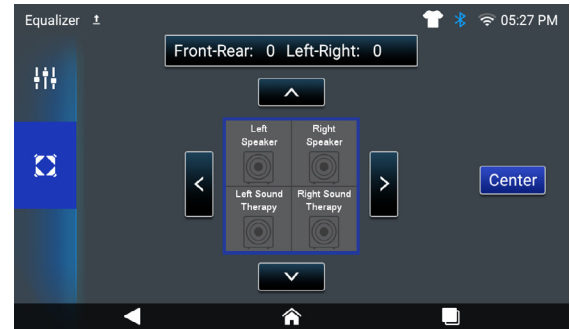 Equalizer
05:27 PM
Front-Rear: 0 Left-Right: 0
Left
Speaker
Right
Speaker
Left Sound
Therapy
Right Sound
Therapy
Center